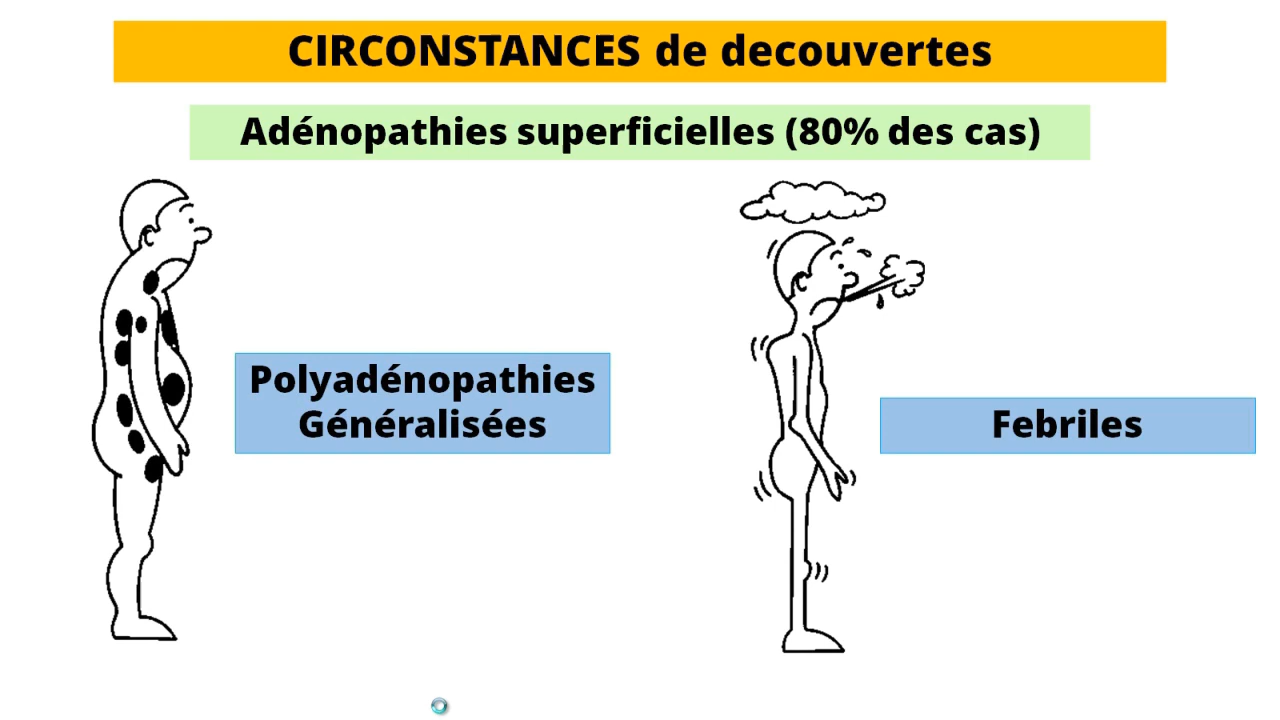 CIRCONSTANCES de decouvertes
Adénopathies superficielles (80% des cas)
Polyadénopathies
Généralisées
Febriles